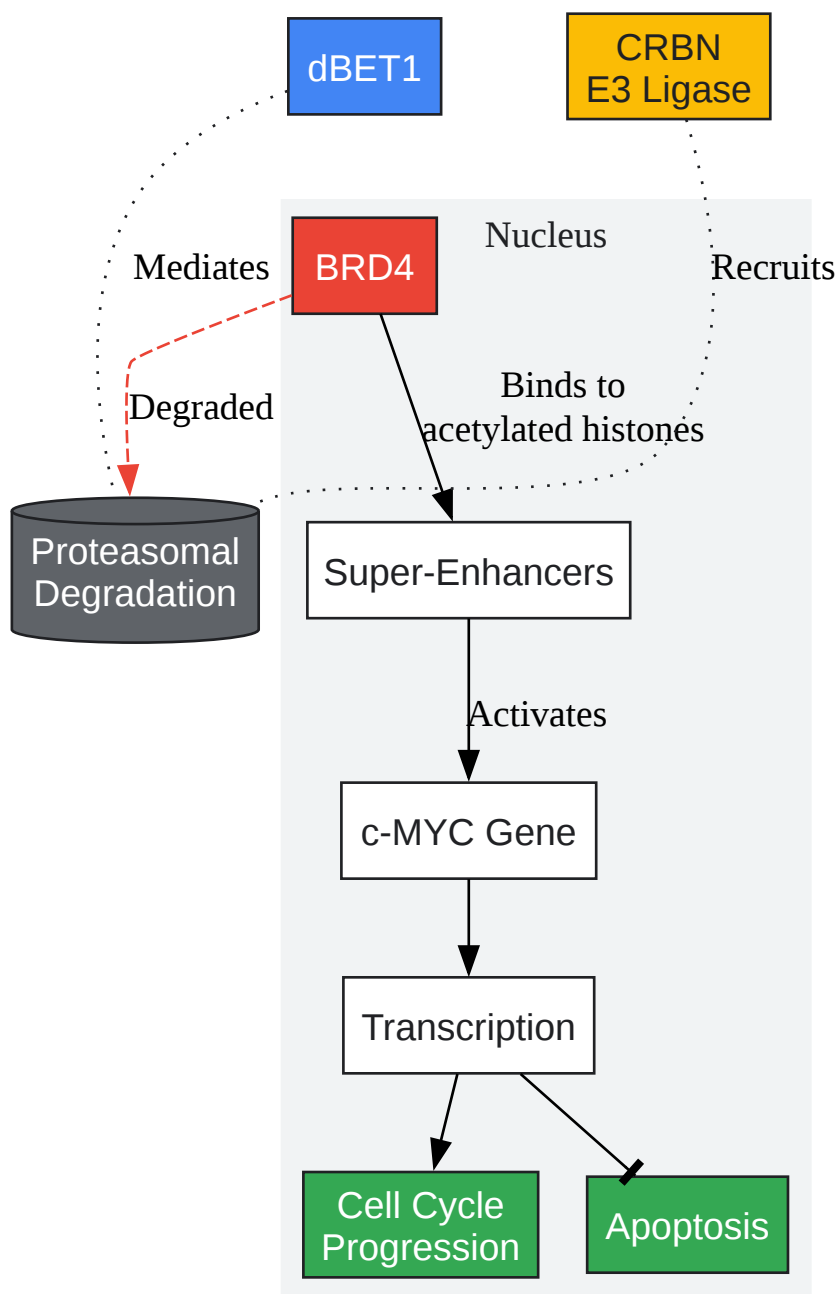 dBET1
CRBN
E3 Ligase
Nucleus
BRD4
Mediates
Recruits
Degraded
Binds to
acetylated histones
Proteasomal
Degradation
Super-Enhancers
Activates
c-MYC Gene
Transcription
Cell Cycle
Progression
Apoptosis